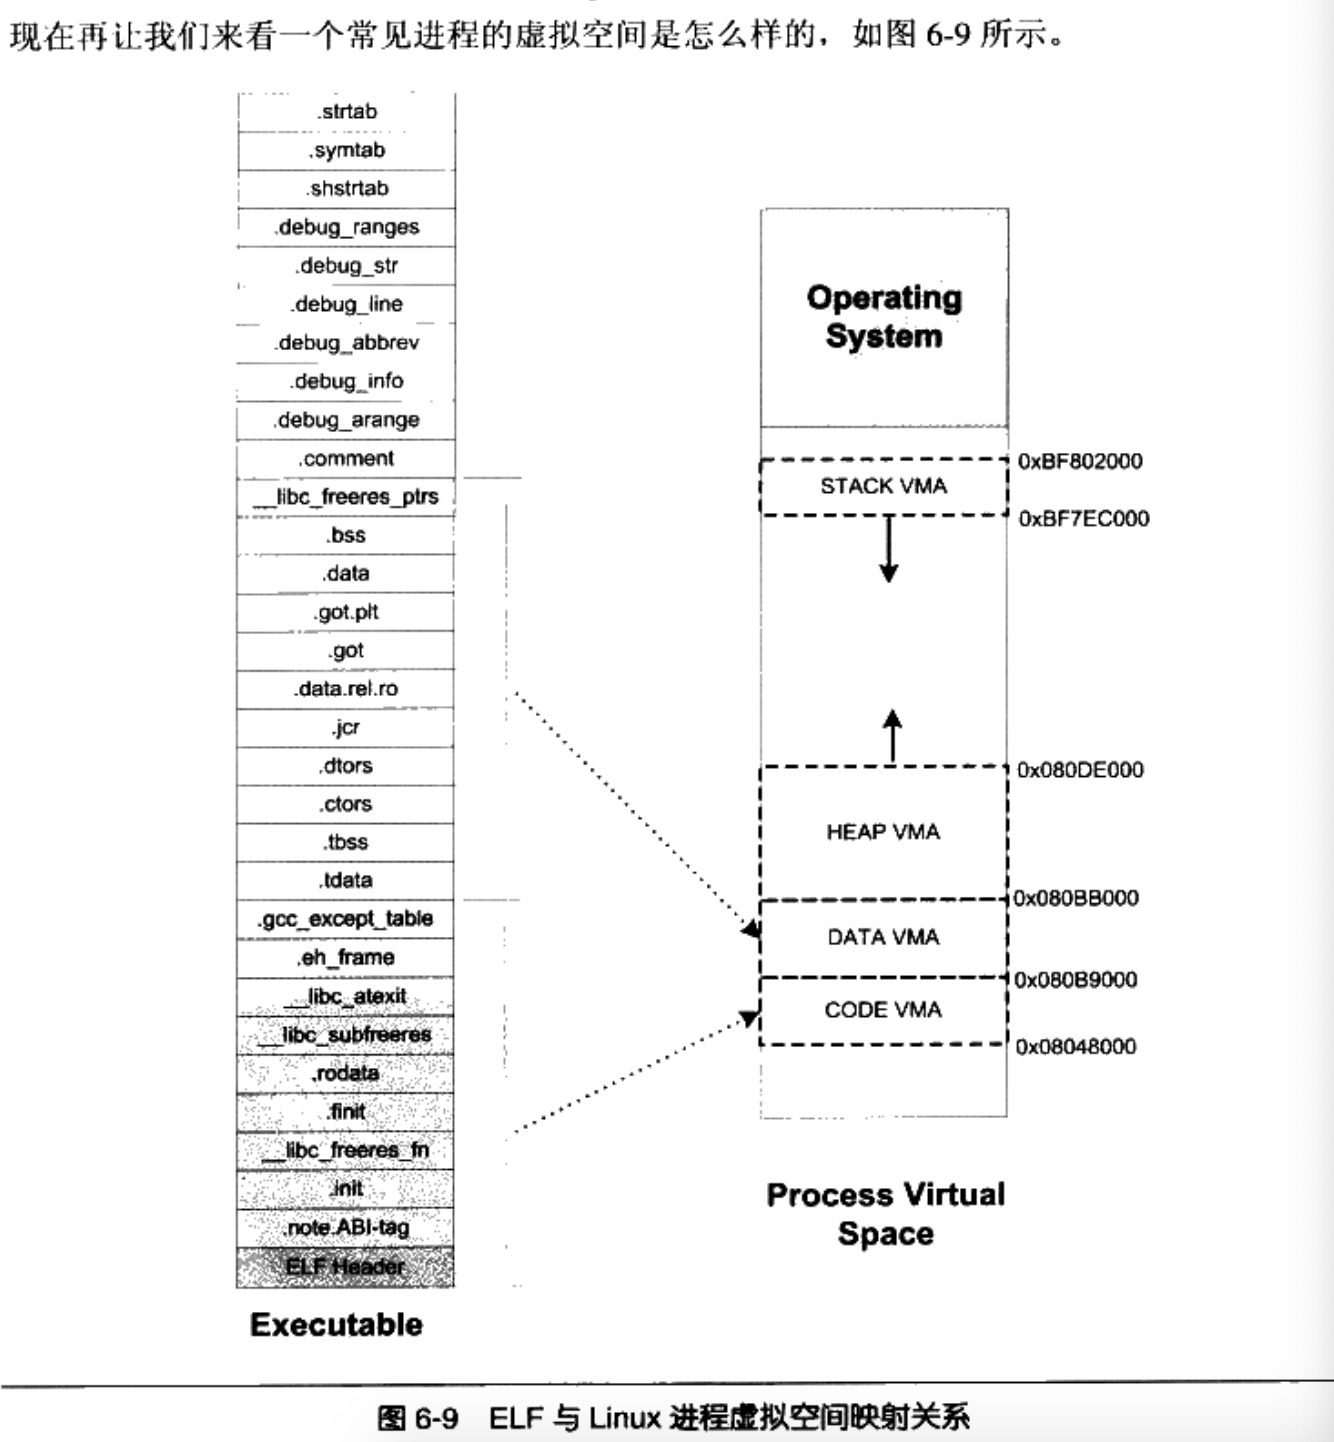 现在再让我们来看一个常见进程的虚拟空间是怎么样的，如图 6-9 所示。
.strtab
.symtab
.shstrtab
.debug_ranges
.debug_str
.debug_line
.debug_abbrev
.debug_info
.debug_arange
.comment
__libc_freeres_ptrs
.bss
.data
.got.plt
.got
.data.rel.ro
.jcr
.dtors
.ctors
.tbss
.tdata
.gcc_except_table
.eh_frame
__libc_atexit
__libc_subfreeres
.rodata
.finit
__libc_freeres_fn
.init
.note.ABI-tag
ELF Header
Executable
Operating
System
0xBF802000
STACK VMA
0xBF7EC000
0x080DE000
HEAP VMA
0x080BB000
DATA VMA
0x080B9000
CODE VMA
0x08048000
Process Virtual
Space
图 6-9 ELF 与 Linux 进程虚拟空间映射关系